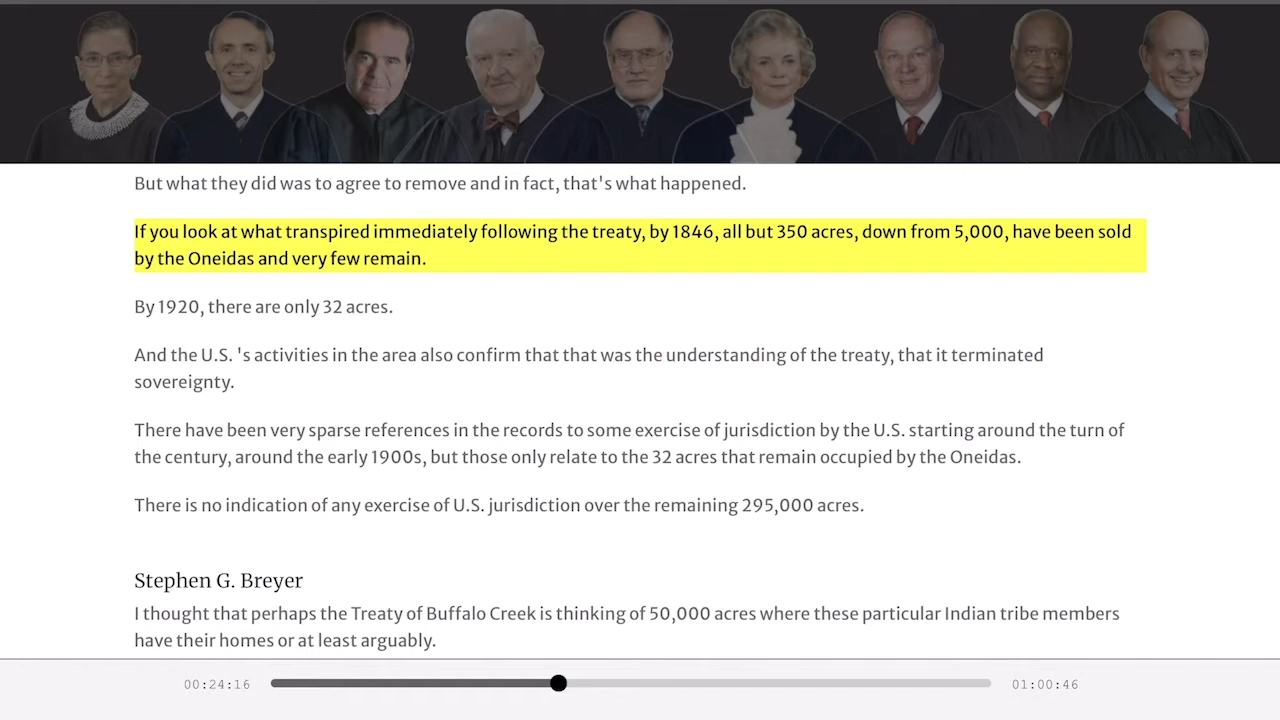 But what they did was to agree to remove and in fact, that's what happened.
If you look at what transpired immediately following the treaty, by 1846, all but 350 acres, down from 5,000, have been sold
by the Oneidas and very few remain.
By 1920, there are only 32 acres.
And the U.S. 's activities in the area also confirm that that was the understanding of the treaty, that it terminated
sovereignty.
There have been very sparse references in the records to some exercise of jurisdiction by the U.S. starting around the turn of
the century, around the early 1900s, but those only relate to the 32 acres that remain occupied by the Oneidas.
There is no indication of any exercise of U.S. jurisdiction over the remaining 295,000 acres.
Stephen G. Breyer
I thought that perhaps the Treaty of Buffalo Creek is thinking of 50,000 acres where these particular Indian tribe members
have their homes or at least arguably.
00:24:16
01:00:46